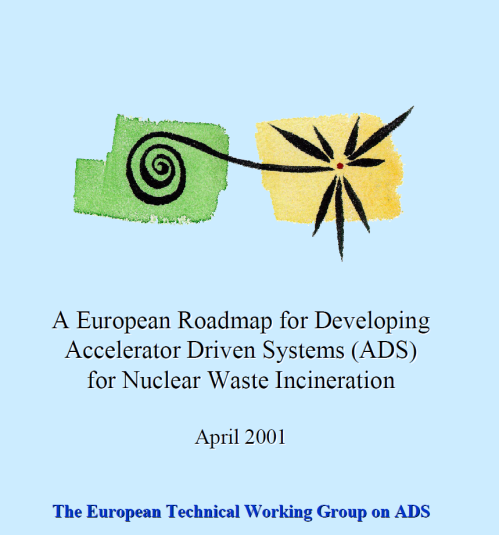 A European Roadmap for Developing
Accelerator Driven Systems (ADS)
for Nuclear Waste Incineration
April 2001
The European Technical Working Group on ADS